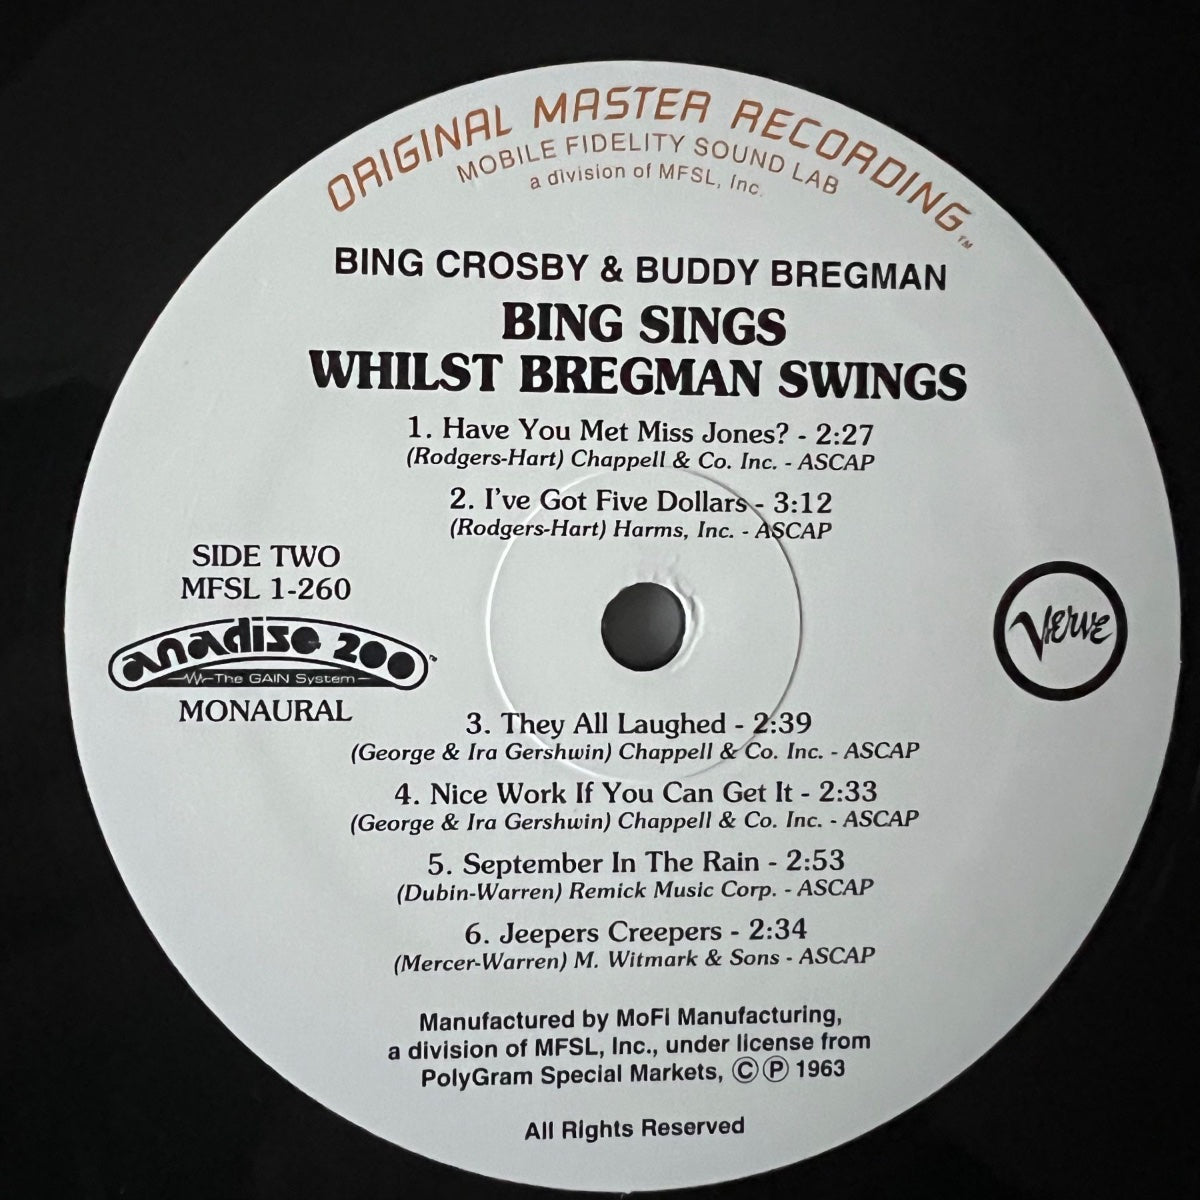 ORIGINAL MASTER RECORDING™
MOBILE FIDELITY SOUND LAB
a division of MFSL, Inc.
BING CROSBY & BUDDY BREGMAN
BING SINGS
WHILST BREGMAN SWINGS
1. Have You Met Miss Jones? - 2:27
(Rodgers-Hart) Chappell & Co. Inc. - ASCAP
2. I've Got Five Dollars - 3:12
(Rodgers-Hart) Harms, Inc. - ASCAP
SIDE TWO
MFSL 1-260
anadisq 200™
The GAIN System
MONAURAL
Verve
3. They All Laughed - 2:39
(George & Ira Gershwin) Chappell & Co. Inc. - ASCAP
4. Nice Work If You Can Get It - 2:33
(George & Ira Gershwin) Chappell & Co. Inc. - ASCAP
5. September In The Rain - 2:53
(Dubin-Warren) Remick Music Corp. - ASCAP
6. Jeepers Creepers - 2:34
(Mercer-Warren) M. Witmark & Sons - ASCAP
Manufactured by MoFi Manufacturing,
a division of MFSL, Inc., under license from
PolyGram Special Markets, Ⓒ Ⓟ 1963
All Rights Reserved